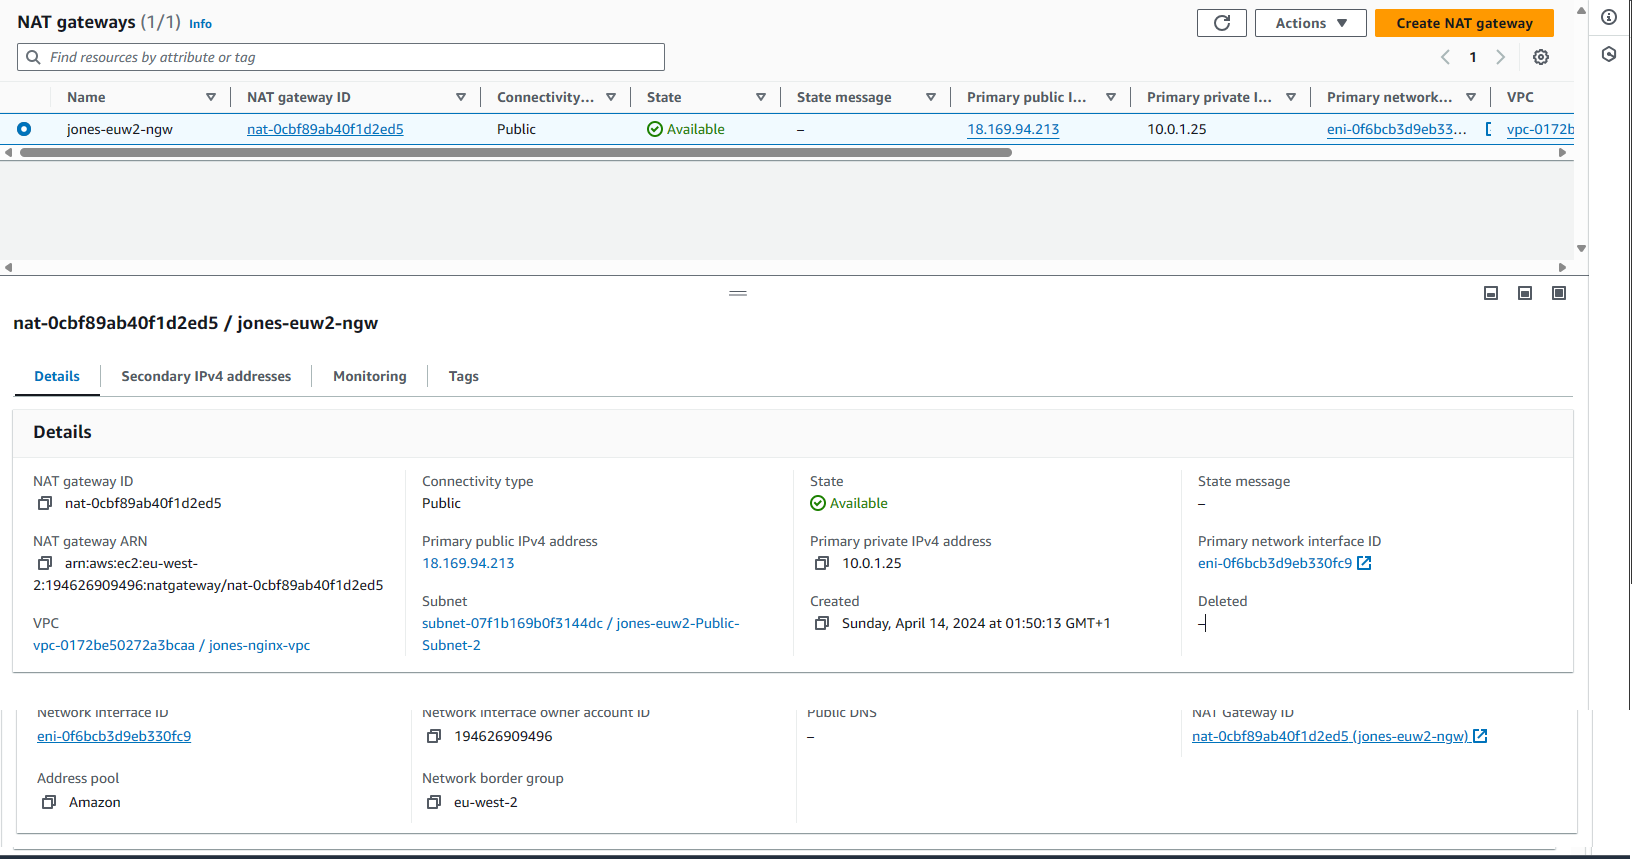 NAT gateways (1/1) Info
Actions
Create NAT gateway
Find resources by attribute or tag
1
Name NAT gateway ID Connectivity... State State message Primary public I... Primary private I... Primary network... VPC
jones-euw2-ngw nat-0cbf89ab40f1d2ed5 Public Available – 18.169.94.213 10.0.1.25 eni-0f6bcb3d9eb33... vpc-0172b
nat-0cbf89ab40f1d2ed5 / jones-euw2-ngw
Details Secondary IPv4 addresses Monitoring Tags
Details
NAT gateway ID
nat-0cbf89ab40f1d2ed5
Connectivity type
Public
State
Available
State message
–
NAT gateway ARN
arn:aws:ec2:eu-west-
2:194626909496:natgateway/nat-0cbf89ab40f1d2ed5
Primary public IPv4 address
18.169.94.213
Primary private IPv4 address
10.0.1.25
Primary network interface ID
eni-0f6bcb3d9eb330fc9
VPC
vpc-0172be50272a3bcaa / jones-nginx-vpc
Subnet
subnet-07f1b169b0f3144dc / jones-euw2-Public-
Subnet-2
Created
Sunday, April 14, 2024 at 01:50:13 GMT+1
Deleted
–
Network interface ID
eni-0f6bcb3d9eb330fc9
Network interface owner account ID
194626909496
Public DNS
–
NAT Gateway ID
nat-0cbf89ab40f1d2ed5 (jones-euw2-ngw)
Address pool
Amazon
Network border group
eu-west-2